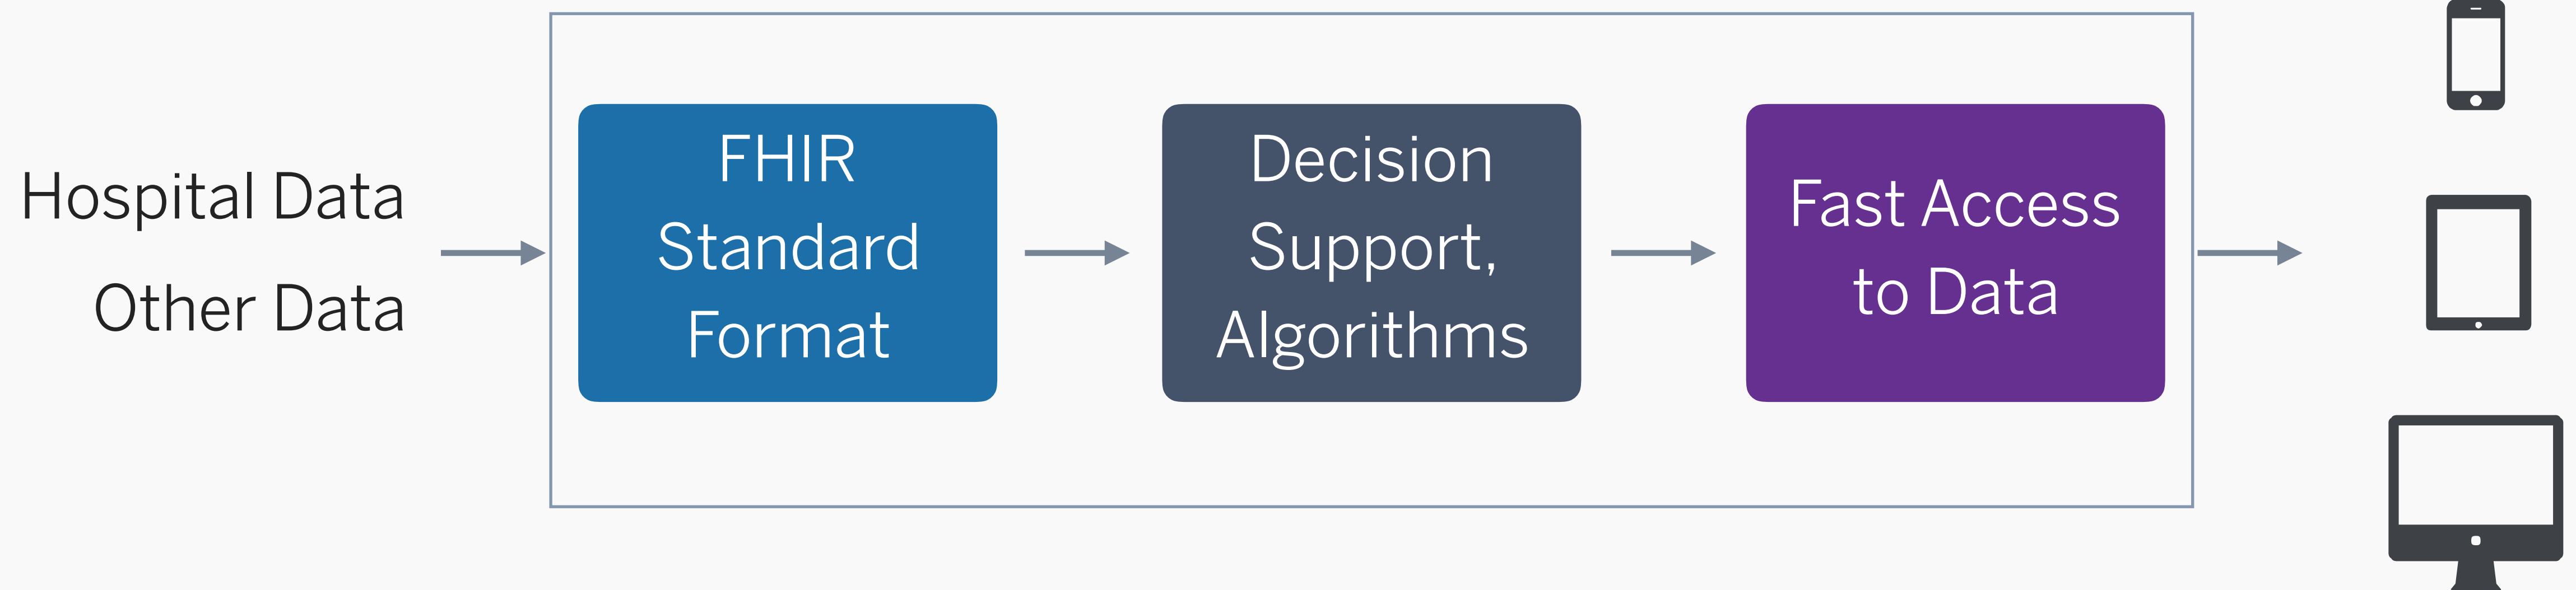 Hospital Data
Other Data
FHIR
Standard
Format
Decision
Support,
Algorithms
Fast Access
to Data